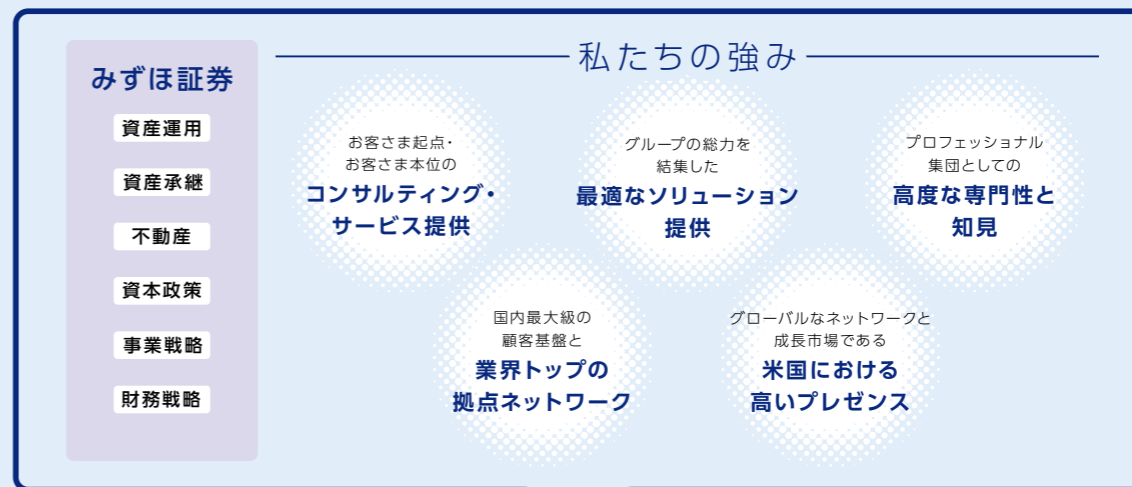 みずほ証券
資産運用
資産承継
不動産
資本政策
事業戦略
財務戦略
私たちの強み
お客さま起点・
お客さま本位の
コンサルティング・
サービス提供
グループの総力を
結集した
最適なソリューション
提供
プロフェッショナル
集団としての
高度な専門性と
知見
国内最大級の
顧客基盤と
業界トップの
拠点ネットワーク
グローバルなネットワークと
成長市場である
米国における
高いプレゼンス